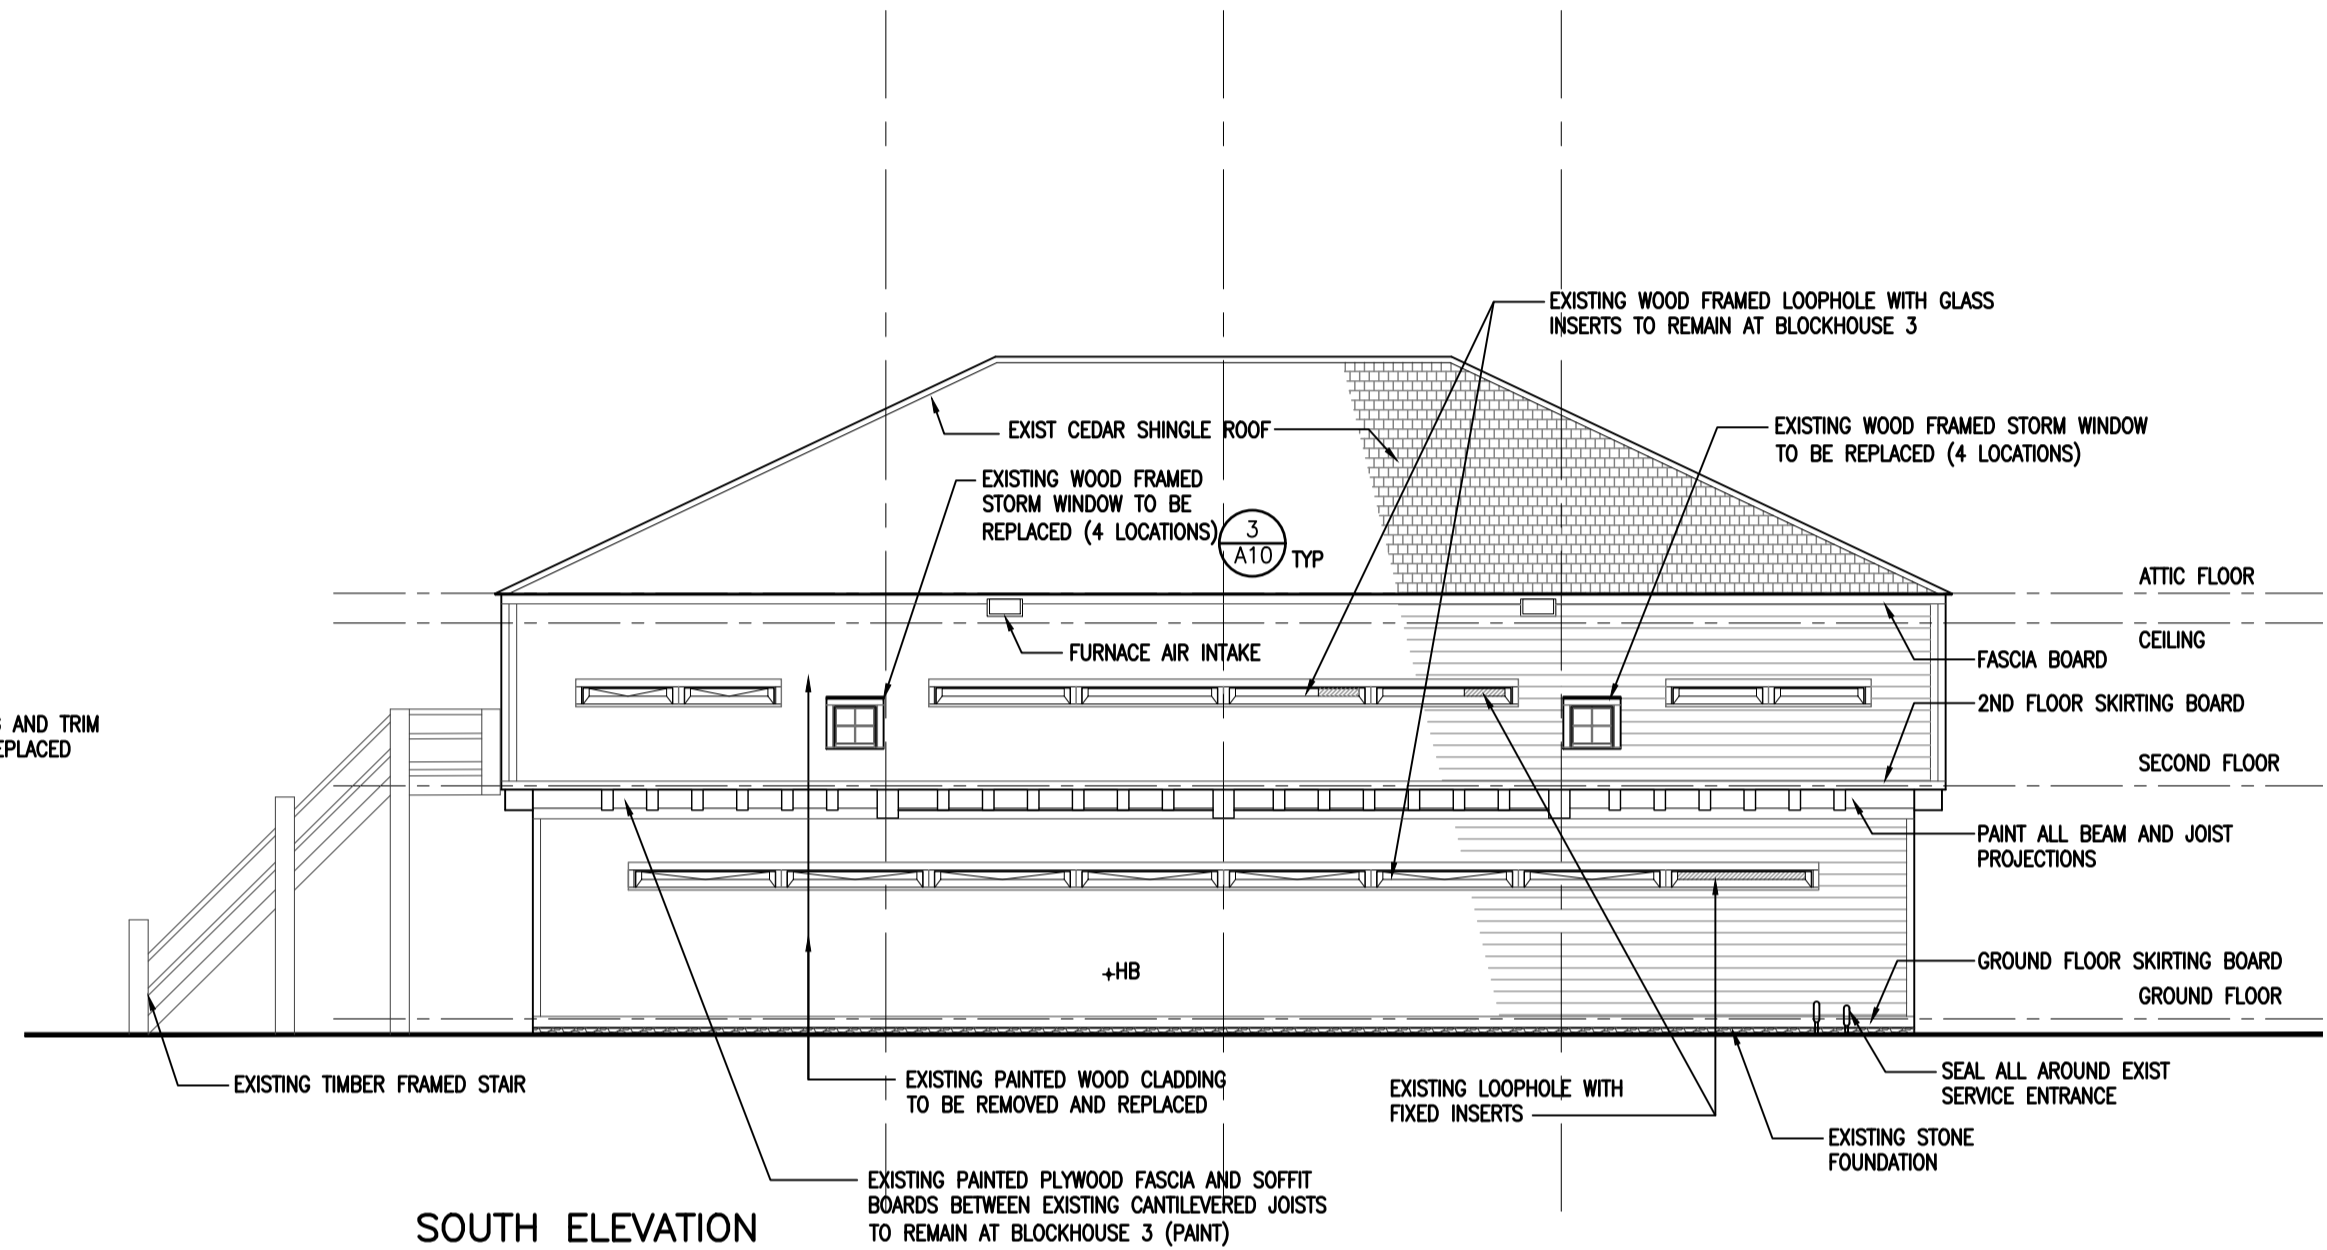 EXISTING WOOD FRAMED LOOPHOLE WITH GLASS
INSERTS TO REMAIN AT BLOCKHOUSE 3
EXIST CEDAR SHINGLE ROOF
EXISTING WOOD FRAMED STORM WINDOW
TO BE REPLACED (4 LOCATIONS)
EXISTING WOOD FRAMED
STORM WINDOW TO BE
REPLACED (4 LOCATIONS)
3
A10
TYP
ATTIC FLOOR
CEILING
FURNACE AIR INTAKE
FASCIA BOARD
2ND FLOOR SKIRTING BOARD
AND TRIM
EPLACED
SECOND FLOOR
PAINT ALL BEAM AND JOIST
PROJECTIONS
HB
GROUND FLOOR SKIRTING BOARD
GROUND FLOOR
EXISTING TIMBER FRAMED STAIR
EXISTING PAINTED WOOD CLADDING
TO BE REMOVED AND REPLACED
EXISTING LOOPHOLE WITH
FIXED INSERTS
SEAL ALL AROUND EXIST
SERVICE ENTRANCE
EXISTING STONE
FOUNDATION
EXISTING PAINTED PLYWOOD FASCIA AND SOFFIT
BOARDS BETWEEN EXISTING CANTILEVERED JOISTS
TO REMAIN AT BLOCKHOUSE 3 (PAINT)
SOUTH ELEVATION